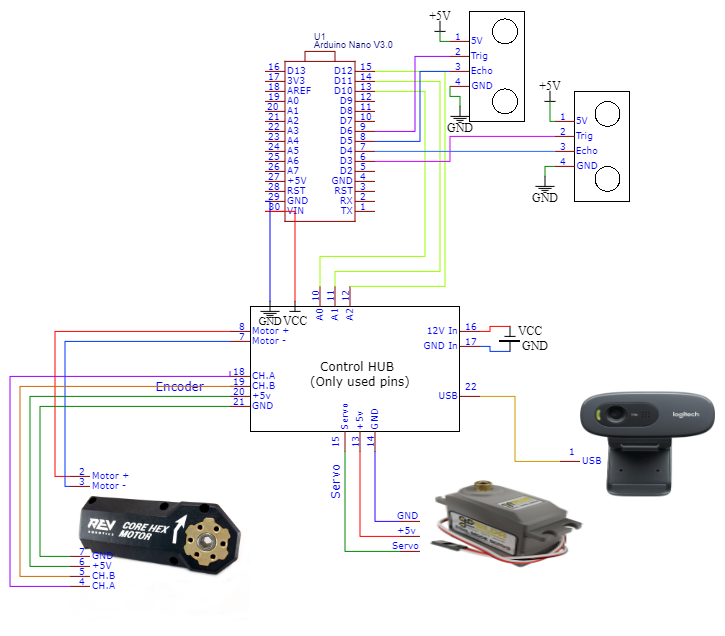 +5V
U1
Arduino Nano V3.0
16 D13 D12 15
17 3V3 D11 14
18 AREF D10 13
19 A0 D9 12
20 A1 D8 11
21 A2 D7 10
22 A3 D6 9
23 A4 D5 8
24 A5 D4 7
25 A6 D3 6
26 A7 D2 5
27 +5V GND 4
28 RST RST 3
29 GND RX 2
30 VIN TX 1
1 5V
2 Trig
3 Echo
4 GND
GND
+5V
1 5V
2 Trig
3 Echo
4 GND
GND
10 11 12
A0 A1 A2
GND VCC
8 Motor +
7 Motor -
18 CH.A
19 CH.B
20 +5v
21 GND
Encoder
Control HUB
(Only used pins)
12V In 16
GND In 17
VCC
GND
USB 22
Servo +5v GND
15 13 14
Servo
1 USB
logitech
2 Motor +
3 Motor -
REV
ROBOTICS
CORE HEX
MOTOR
7 GND
6 +5V
5 CH.B
4 CH.A
GND
+5v
Servo